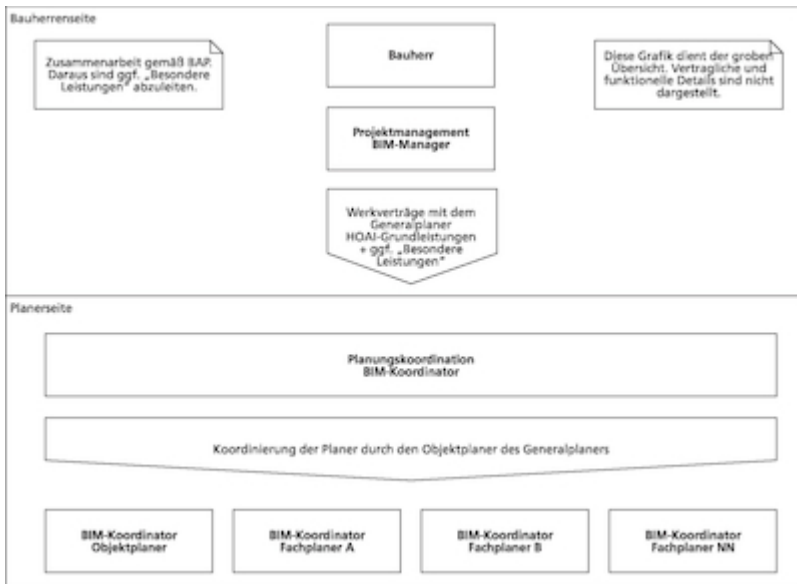 Bauherrenseite
Zusammenarbeit gemäß BAP.
Daraus sind ggf. „Besondere
Leistungen“ abzuleiten.
Bauherr
Diese Grafik dient der groben
Übersicht. Vertragliche und
funktionelle Details sind nicht
dargestellt.
Projektmanagement
BIM-Manager
Werkverträge mit dem
Generalplaner
HOAI-Grundleistungen
+ ggf. „Besondere
Leistungen“
Planerseite
Planungskoordination
BIM-Koordinator
Koordinierung der Planer durch den Objektplaner des Generalplaners
BIM-Koordinator
Objektplaner
BIM-Koordinator
Fachplaner A
BIM-Koordinator
Fachplaner B
BIM-Koordinator
Fachplaner NN